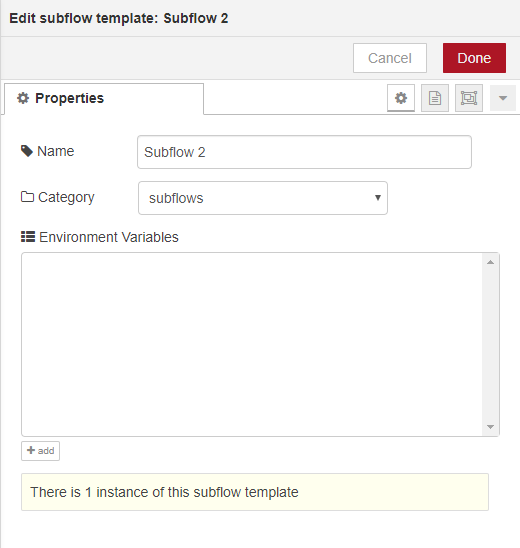 Edit subflow template: Subflow 2
Cancel Done
Properties
Name Subflow 2
Category subflows
Environment Variables
add
There is 1 instance of this subflow template